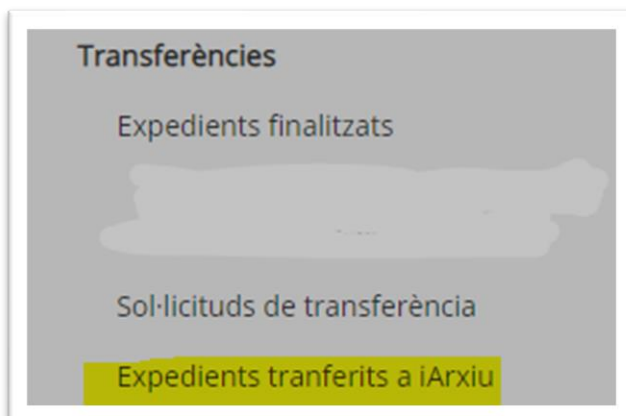 Transferències
Expedients finalitzats
Sol·licituds de transferència
Expedients tranferits a iArxiu